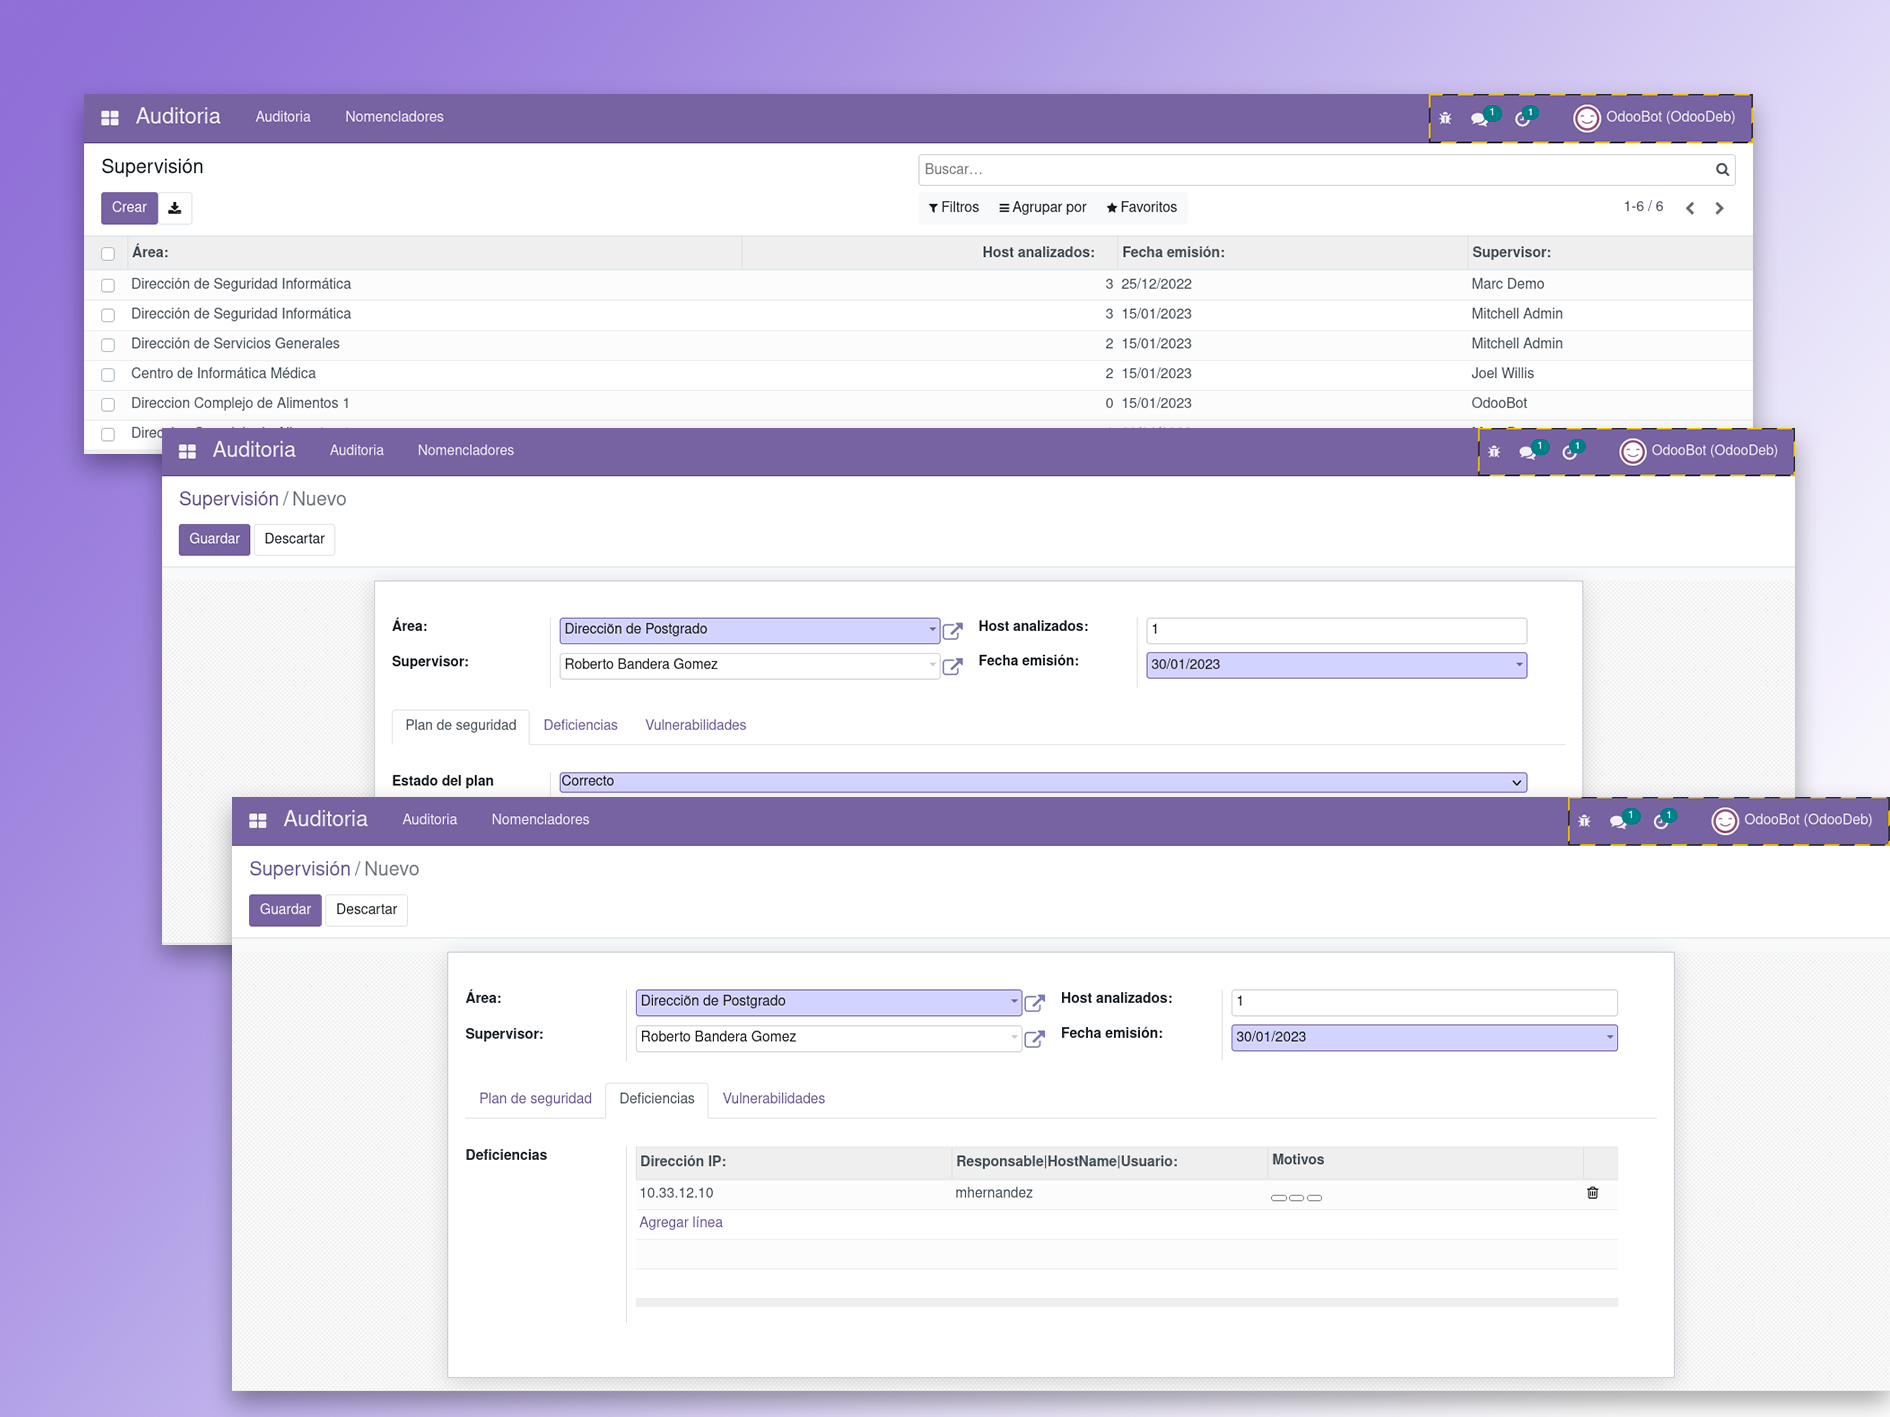 Auditoria Auditoria Nomencladores 1 1 OdooBot (OdooDeb)
Supervisión Buscar...
Crear Filtros Agrupar por Favoritos 1-6 / 6
Área: Host analizados: Fecha emisión: Supervisor:
Dirección de Seguridad Informática 3 25/12/2022 Marc Demo
Dirección de Seguridad Informática 3 15/01/2023 Mitchell Admin
Dirección de Servicios Generales 2 15/01/2023 Mitchell Admin
Centro de Informática Médica 2 15/01/2023 Joel Willis
Direccion Complejo de Alimentos 1 0 15/01/2023 OdooBot
Auditoria Auditoria Nomencladores 1 1 OdooBot (OdooDeb)
Supervisión / Nuevo
Guardar Descartar
Área: Direcciõn de Postgrado Host analizados: 1
Supervisor: Roberto Bandera Gomez Fecha emisión: 30/01/2023
Plan de seguridad Deficiencias Vulnerabilidades
Estado del plan Correcto
Auditoria Auditoria Nomencladores 1 1 OdooBot (OdooDeb)
Supervisión / Nuevo
Guardar Descartar
Área: Direcciõn de Postgrado Host analizados: 1
Supervisor: Roberto Bandera Gomez Fecha emisión: 30/01/2023
Plan de seguridad Deficiencias Vulnerabilidades
Deficiencias Dirección IP: Responsable|HostName|Usuario: Motivos
10.33.12.10 mhernandez
Agregar línea